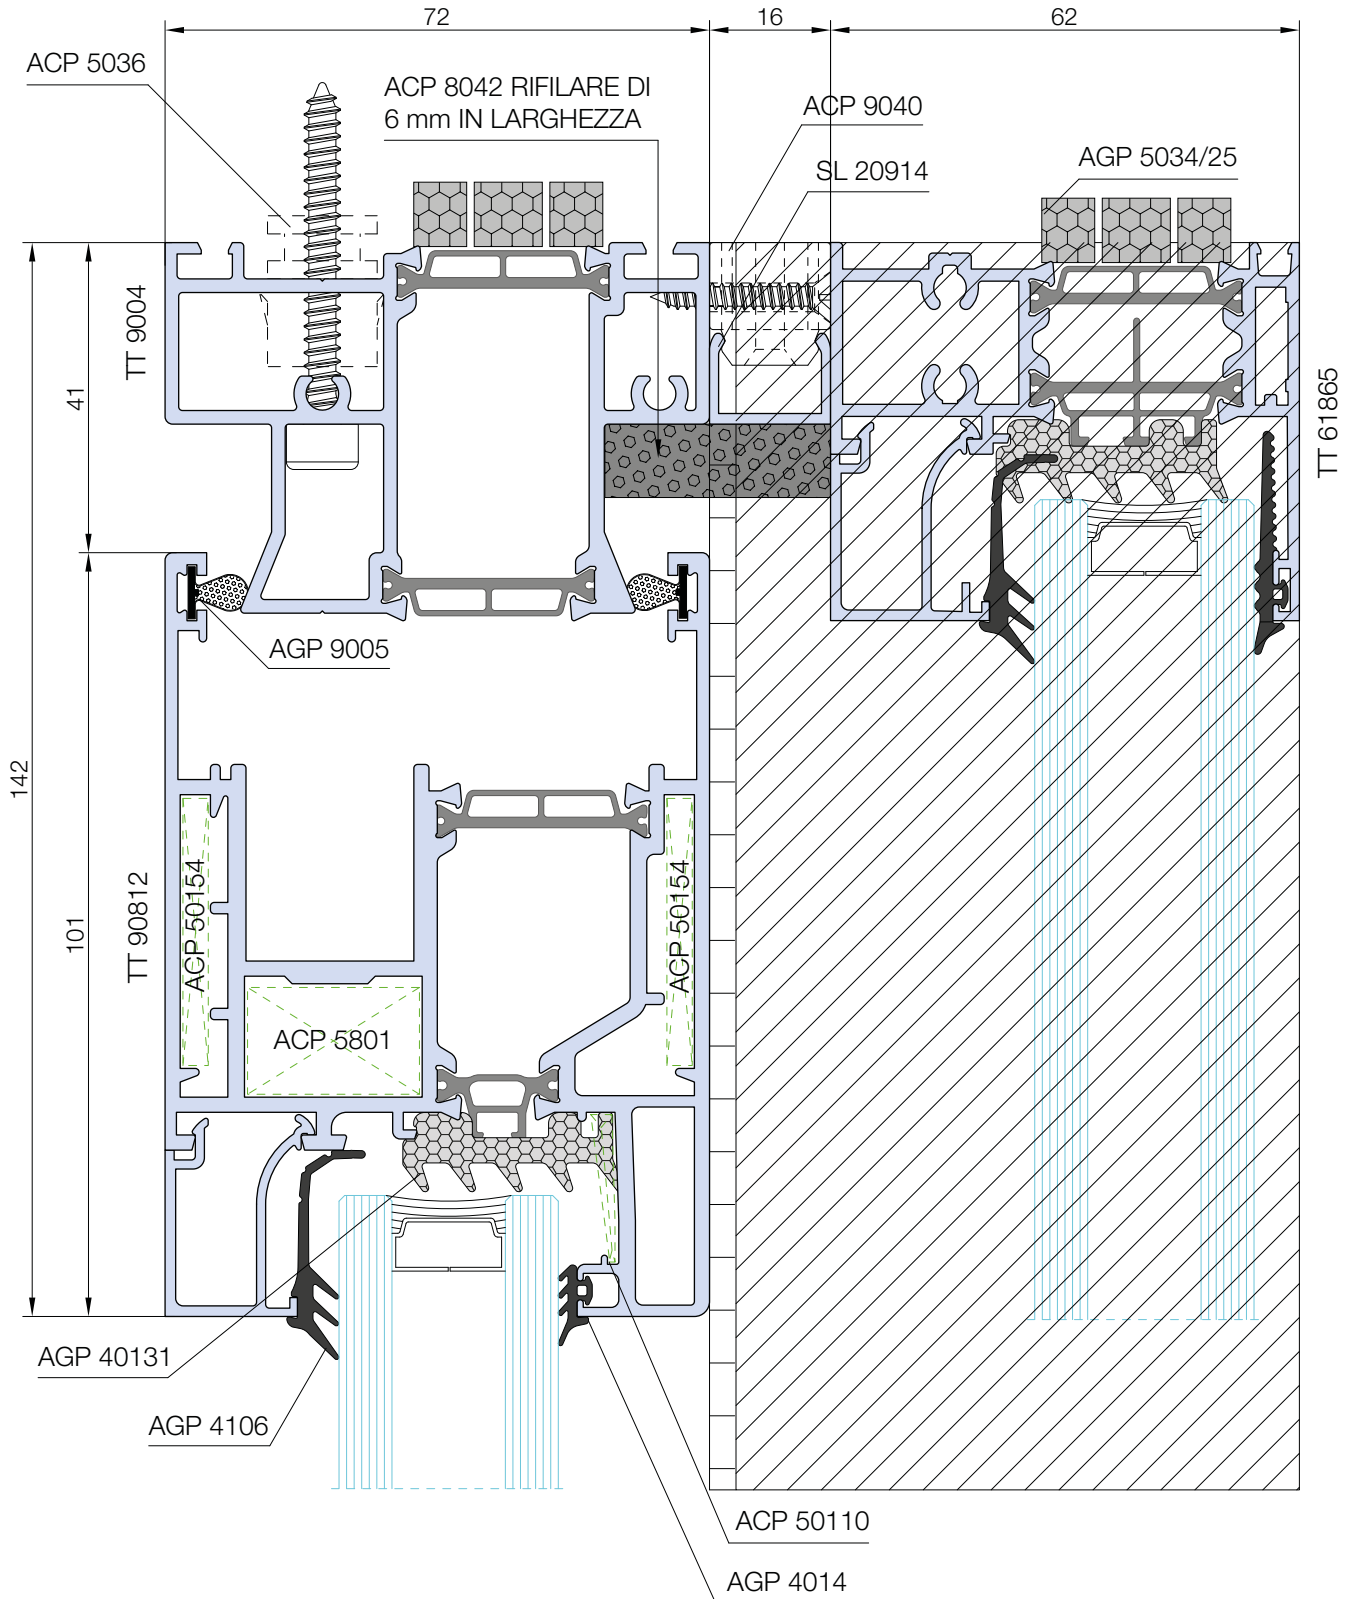 72
16
62
ACP 5036
ACP 8042 RIFILARE DI
6 mm IN LARGHEZZA
ACP 9040
SL 20914
AGP 5034/25
TT 9004
41
TT 61865
AGP 9005
142
101
TT 90812
ACP 50154
ACP 50154
ACP 5801
AGP 40131
AGP 4106
ACP 50110
AGP 4014